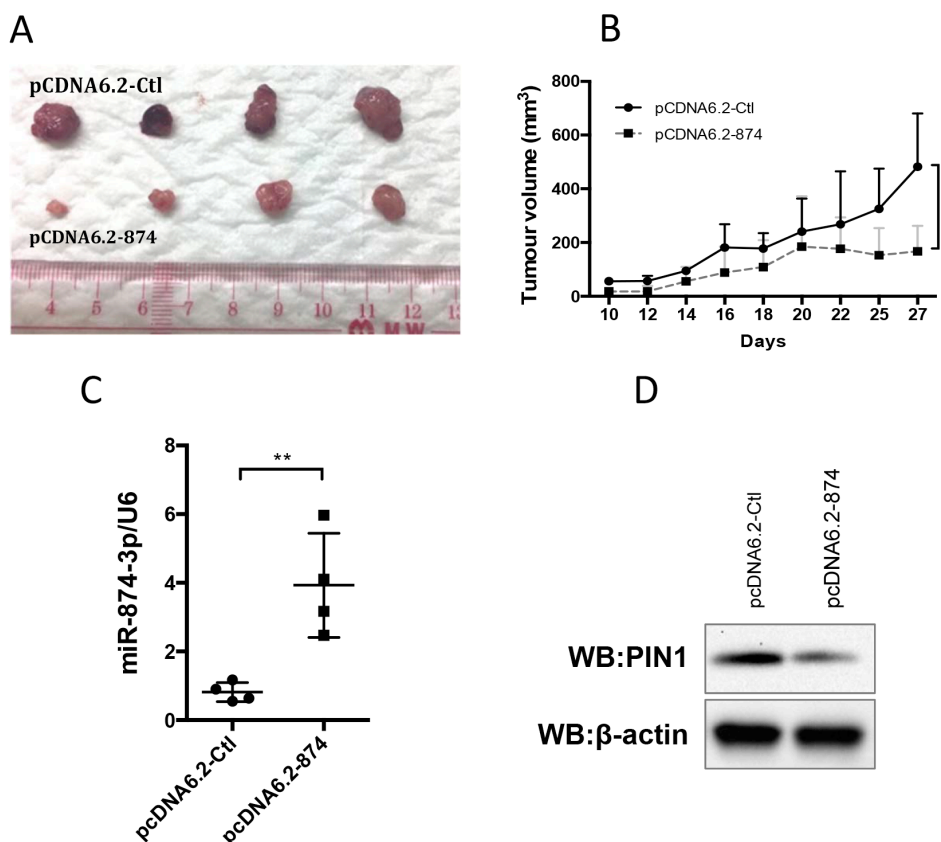 A
pCDNA6.2-Ctl
pCDNA6.2-874
4 5 6 7 8 9 10 11 12 13
M W
B
Tumour volume (mm³)
800
600
400
200
0
pCDNA6.2-Ctl
pCDNA6.2-874
10 12 14 16 18 20 22 25 27
Days
C
miR-874-3p/U6
8
6
4
2
0
**
pcDNA6.2-Ctl
pcDNA6.2-874
D
pcDNA6.2-Ctl
pcDNA6.2-874
WB:PIN1
WB:β-actin